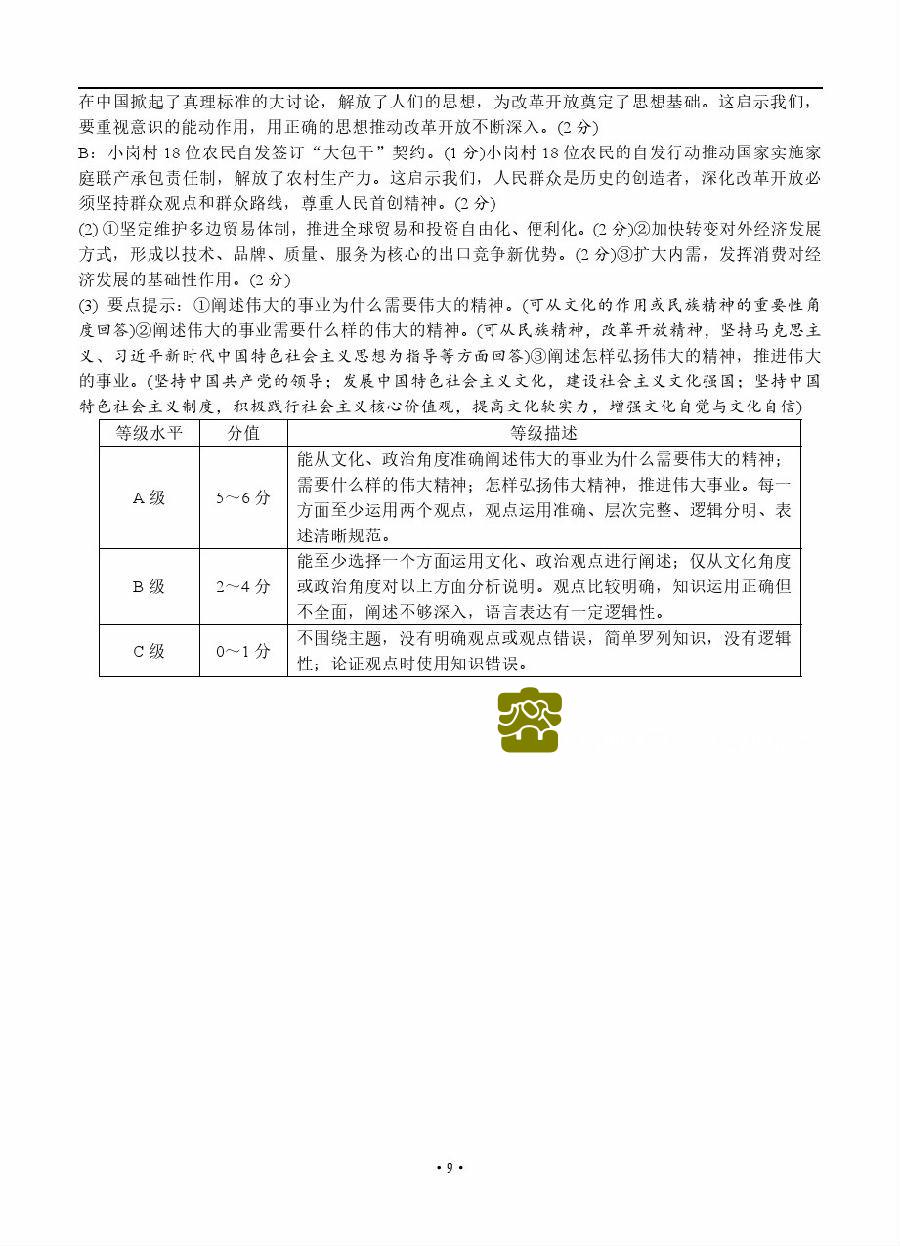 在中国掀起了真理标准的大讨论，解放了人们的思想，为改革开放奠定了思想基础。这启示我们，
要重视意识的能动作用，用正确的思想推动改革开放不断深入。(2 分)
B：小岗村 18 位农民自发签订“大包干”契约。(1 分)小岗村 18 位农民的自发行动推动国家实施家
庭联产承包责任制，解放了农村生产力。这启示我们，人民群众是历史的创造者，深化改革开放必
须坚持群众观点和群众路线，尊重人民首创精神。(2 分)
(2) ①坚定维护多边贸易体制，推进全球贸易和投资自由化、便利化。(2 分)②加快转变对外经济发展
方式，形成以技术、品牌、质量、服务为核心的出口竞争新优势。(2 分)③扩大内需，发挥消费对经
济发展的基础性作用。(2 分)
(3) 要点提示：①阐述伟大的事业为什么需要伟大的精神。(可从文化的作用或民族精神的重要性角
度回答)②阐述伟大的事业需要什么样的伟大的精神。(可从民族精神，改革开放精神，坚持马克思主
义、习近平新时代中国特色社会主义思想为指导等方面回答)③阐述怎样弘扬伟大的精神，推进伟大
的事业。(坚持中国共产党的领导；发展中国特色社会主义文化，建设社会主义文化强国；坚持中国
特色社会主义制度，积极践行社会主义核心价值观，提高文化软实力，增强文化自觉与文化自信)
等级水平 分值 等级描述
能从文化、政治角度准确阐述伟大的事业为什么需要伟大的精神；
需要什么样的伟大精神；怎样弘扬伟大精神，推进伟大事业。每一
A 级 5～6 分
方面至少运用两个观点，观点运用准确、层次完整、逻辑分明、表
述清晰规范。
能至少选择一个方面运用文化、政治观点进行阐述；仅从文化角度
B 级 2～4 分 或政治角度对以上方面分析说明。观点比较明确，知识运用正确但
不全面，阐述不够深入，语言表达有一定逻辑性。
C 级 0～1 分 不围绕主题，没有明确观点或观点错误，简单罗列知识，没有逻辑
性；论证观点时使用知识错误。
·9·